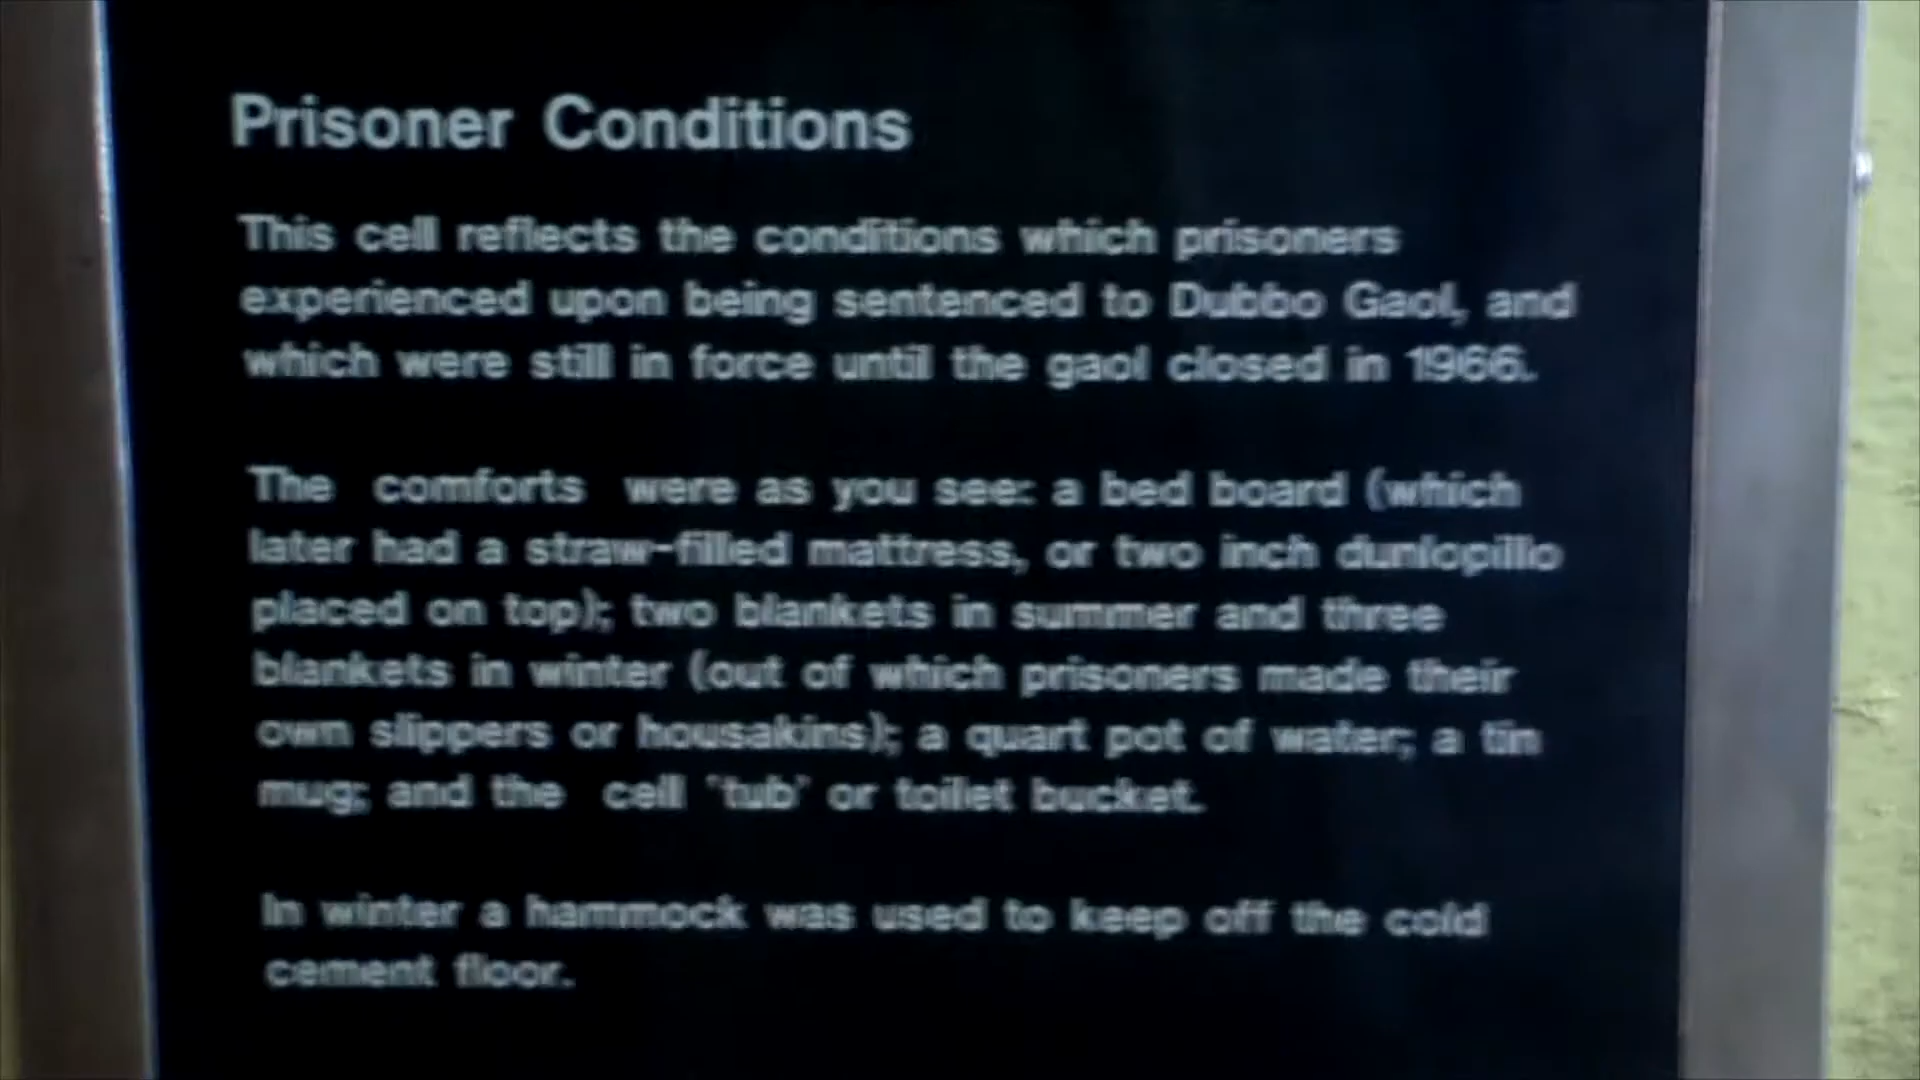 Prisoner Conditions
This cell reflects the conditions which prisoners
experienced upon being sentenced to Dubbo Gaol, and
which were still in force until the gaol closed in 1966.
The comforts were as you see: a bed board (which
later had a straw-filled mattress, or two inch dunlopillo
placed on top); two blankets in summer and three
blankets in winter (out of which prisoners made their
own slippers or housakins); a quart pot of water; a tin
mug; and the cell 'tub' or toilet bucket.
In winter a hammock was used to keep off the cold
cement floor.